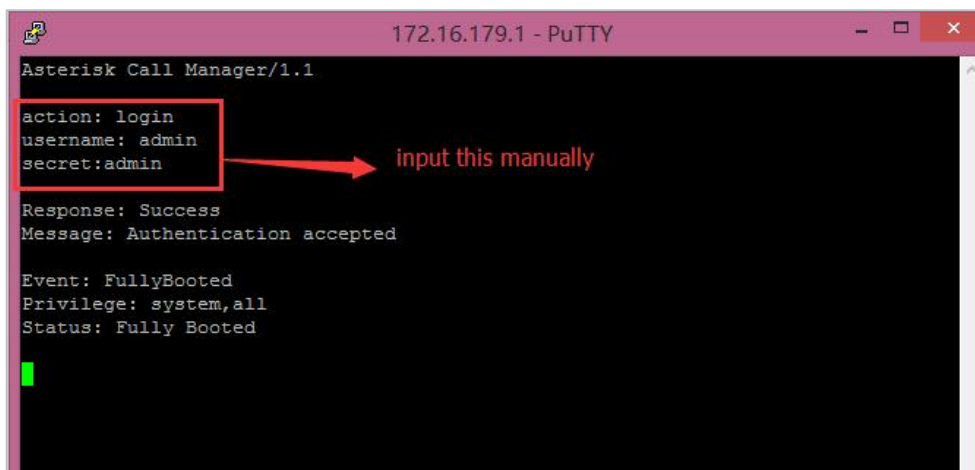 172.16.179.1 - PuTTY
Asterisk Call Manager/1.1
action: login
username: admin
secret:admin
input this manually
Response: Success
Message: Authentication accepted
Event: FullyBooted
Privilege: system,all
Status: Fully Booted